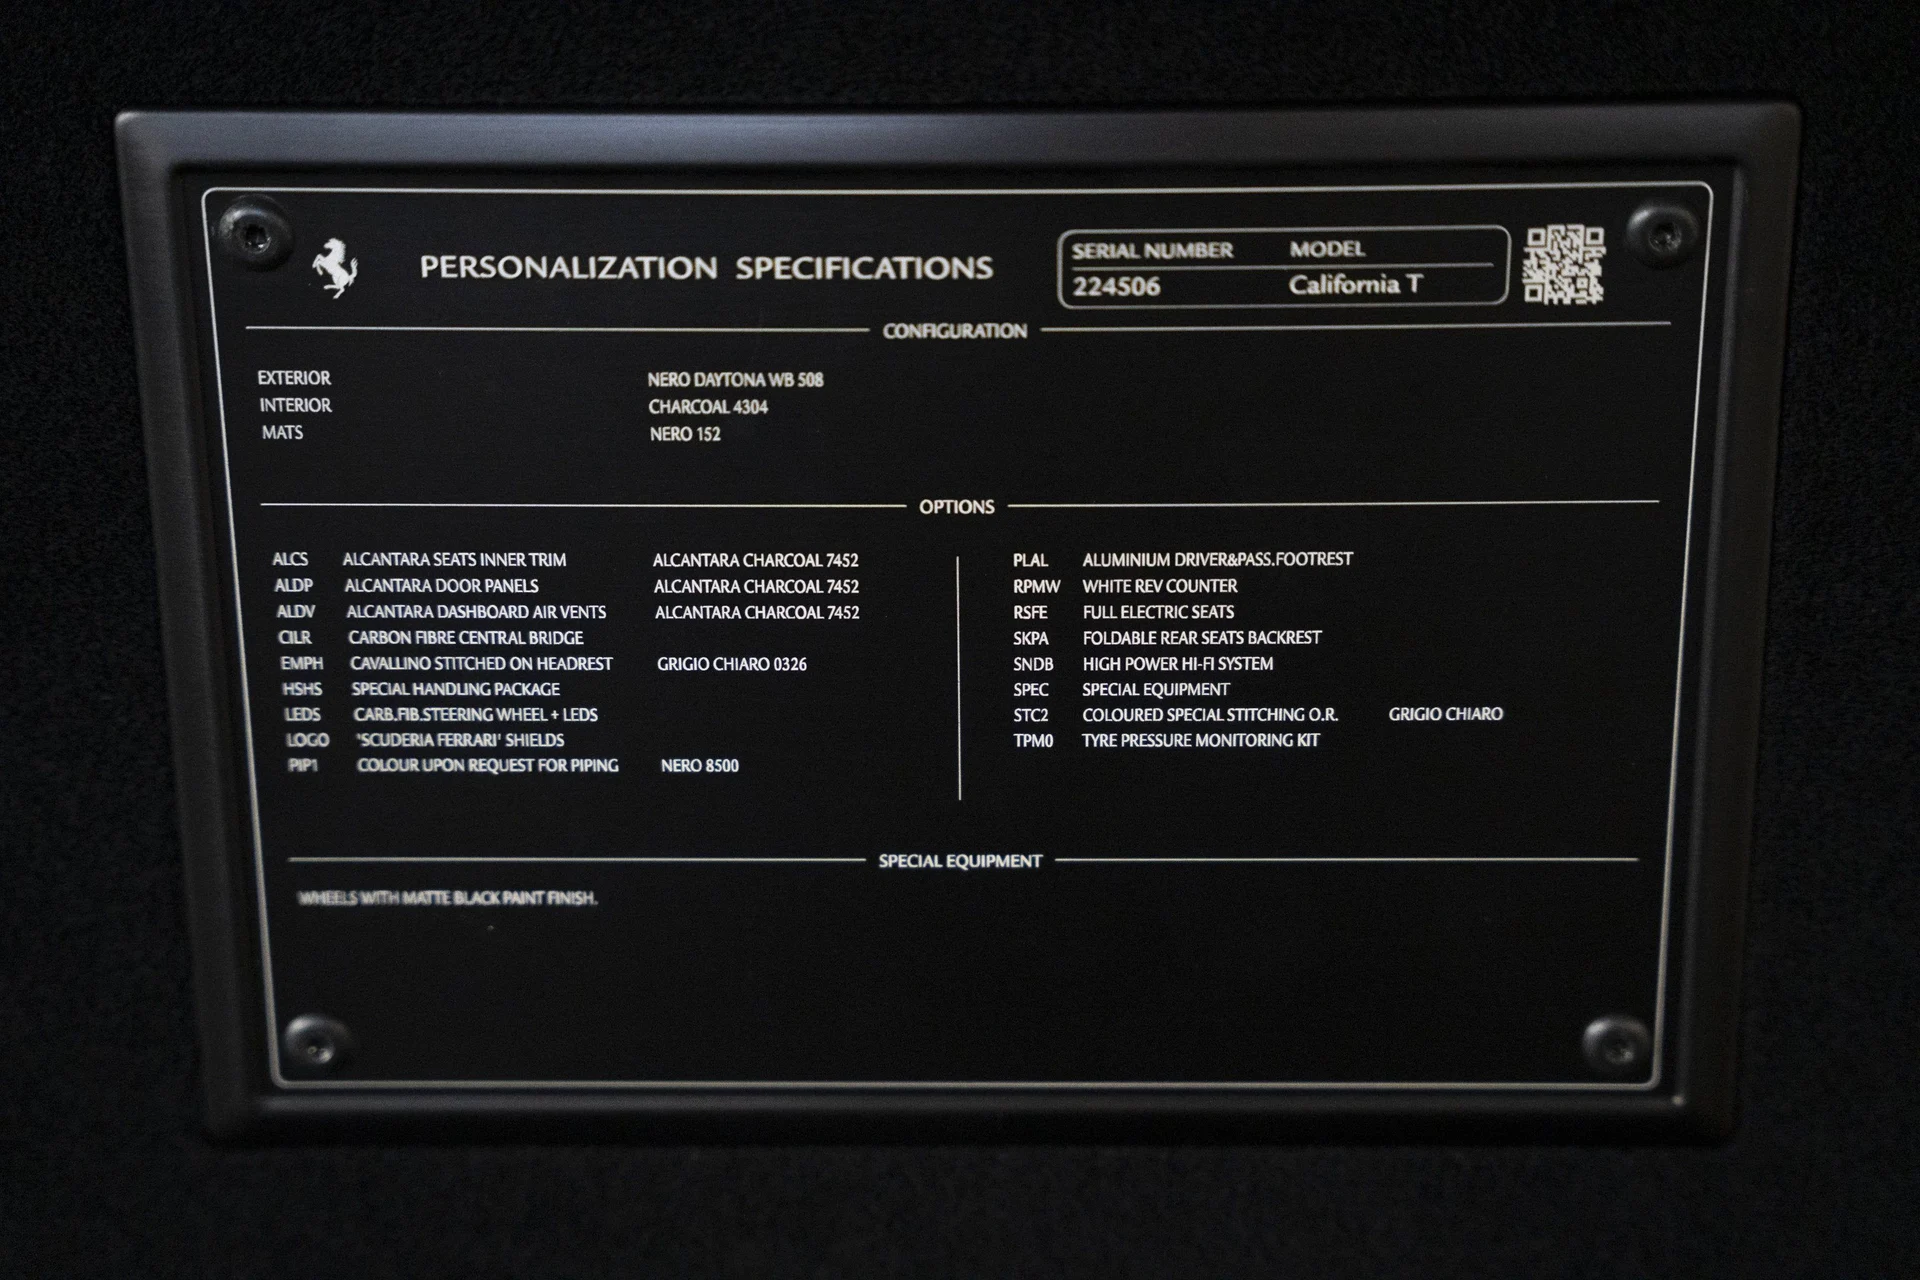 PERSONALIZATION SPECIFICATIONS
SERIAL NUMBER MODEL
224506 California T
CONFIGURATION
EXTERIOR NERO DAYTONA WB 508
INTERIOR CHARCOAL 4304
MATS NERO 152
OPTIONS
ALCS ALCANTARA SEATS INNER TRIM ALCANTARA CHARCOAL 7452
ALDP ALCANTARA DOOR PANELS ALCANTARA CHARCOAL 7452
ALDV ALCANTARA DASHBOARD AIR VENTS ALCANTARA CHARCOAL 7452
CILR CARBON FIBRE CENTRAL BRIDGE
EMPH CAVALLINO STITCHED ON HEADREST GRIGIO CHIARO 0326
HSHS SPECIAL HANDLING PACKAGE
LEDS CARB.FIB.STEERING WHEEL + LEDS
LOGO 'SCUDERIA FERRARI' SHIELDS
PIP1 COLOUR UPON REQUEST FOR PIPING NERO 8500
PLAL ALUMINIUM DRIVER&PASS.FOOTREST
RPMW WHITE REV COUNTER
RSFE FULL ELECTRIC SEATS
SKPA FOLDABLE REAR SEATS BACKREST
SNDB HIGH POWER HI-FI SYSTEM
SPEC SPECIAL EQUIPMENT
STC2 COLOURED SPECIAL STITCHING O.R. GRIGIO CHIARO
TPM0 TYRE PRESSURE MONITORING KIT
SPECIAL EQUIPMENT
WHEELS WITH MATTE BLACK PAINT FINISH.